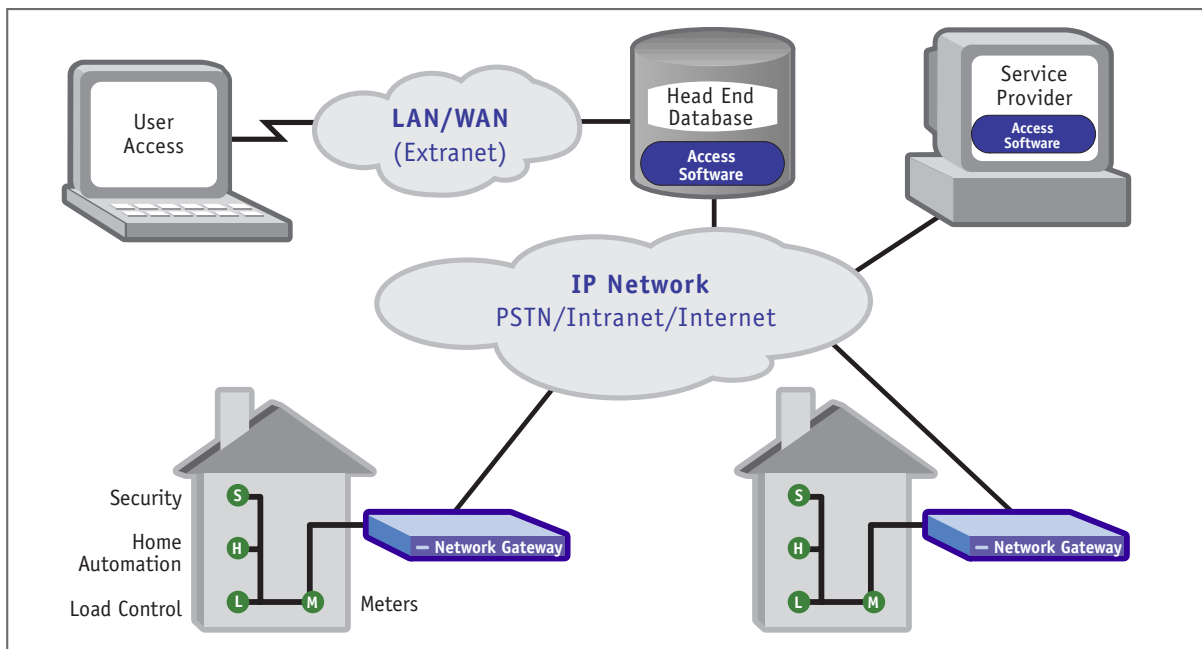 User
Access
LAN/WAN
(Extranet)
Head End
Database
Access
Software
Service
Provider
Access
Software
IP Network
PSTN/Intranet/Internet
Security
Home
Automation
Load Control
S
H
L
M
Meters
Network Gateway
S
H
L
M
Network Gateway